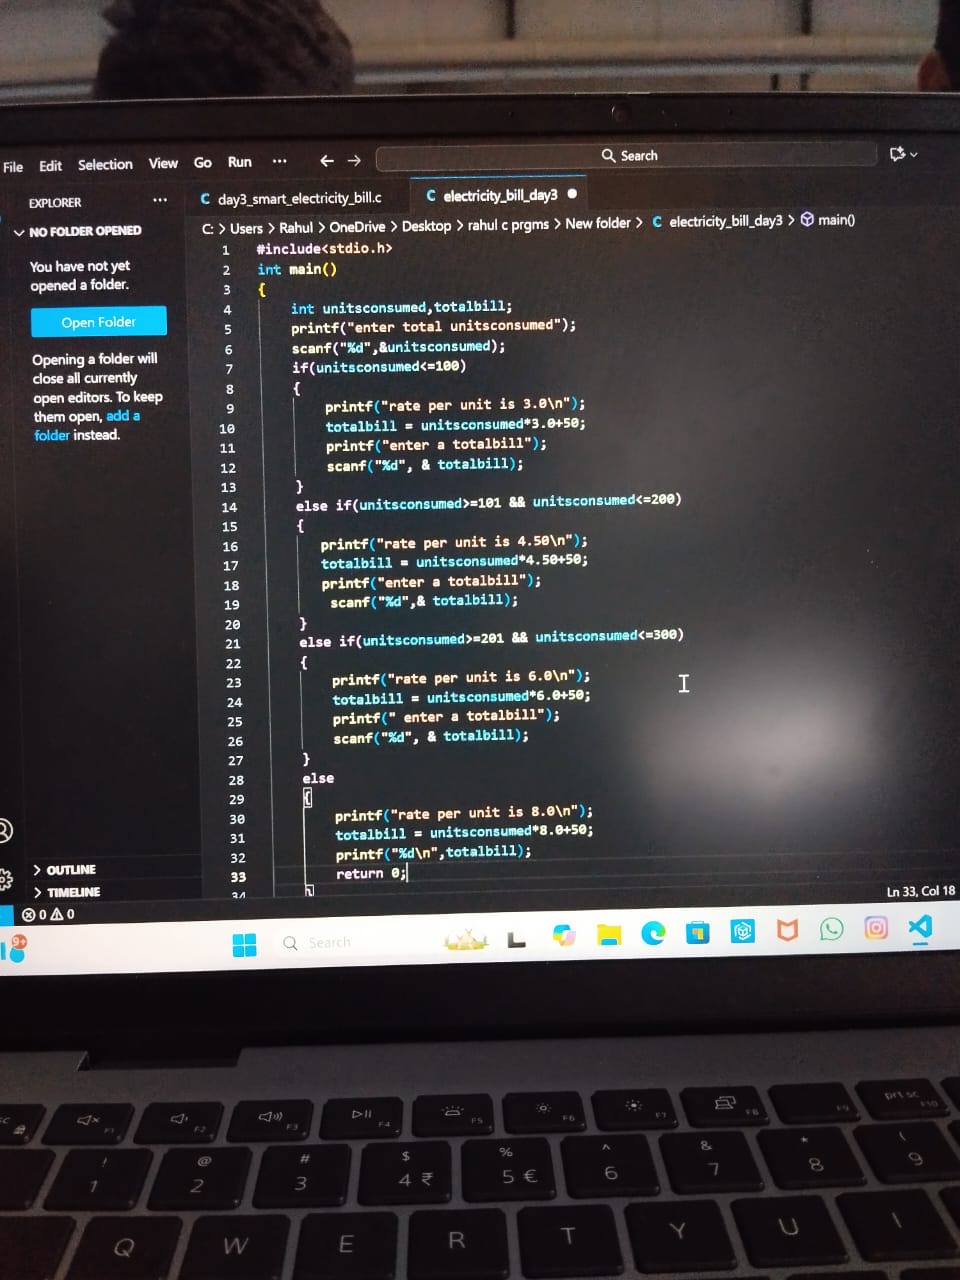 File Edit Selection View Go Run ··· ← → Search
EXPLORER ···
day3_smart_electricity_bill.c
C electricity_bill_day3 ●
NO FOLDER OPENED
You have not yet
opened a folder.
Open Folder
Opening a folder will
close all currently
open editors. To keep
them open, add a
folder instead.
OUTLINE
TIMELINE
C: > Users > Rahul > OneDrive > Desktop > rahul c prgms > New folder > C electricity_bill_day3 > main()
1 #include<stdio.h>
2 int main()
3 {
4 int unitsconsumed,totalbill;
5 printf("enter total unitsconsumed");
6 scanf("%d",&unitsconsumed);
7 if(unitsconsumed<=100)
8 {
9 printf("rate per unit is 3.0\n");
10 totalbill = unitsconsumed*3.0+50;
11 printf("enter a totalbill");
12 scanf("%d", & totalbill);
13 }
14 else if(unitsconsumed>=101 && unitsconsumed<=200)
15 {
16 printf("rate per unit is 4.50\n");
17 totalbill = unitsconsumed*4.50+50;
18 printf("enter a totalbill");
19 scanf("%d",& totalbill);
20 }
21 else if(unitsconsumed>=201 && unitsconsumed<=300)
22 {
23 printf("rate per unit is 6.0\n");
24 totalbill = unitsconsumed*6.0+50;
25 printf(" enter a totalbill");
26 scanf("%d", & totalbill);
27 }
28 else
29 {
30 printf("rate per unit is 8.0\n");
31 totalbill = unitsconsumed*8.0+50;
32 printf("%d\n",totalbill);
33 return 0;
34 }
Ln 33, Col 18
0 0
9+
Search
F1 F2 F3 F4 F5 F6 F7 F8 F9 prt sc F10
! 1 @ 2 # 3 $ 4 ₹ % 5 € ^ 6 & 7 * 8 ( 9
Q W E R T Y U I